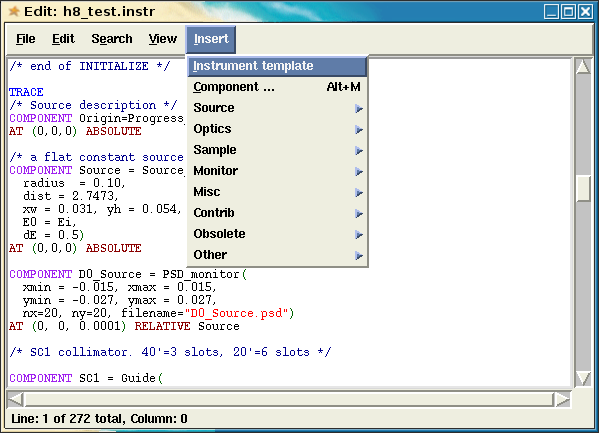 Edit: h8_test.instr
File Edit Search View Insert
/* end of INITIALIZE */
Instrument template
Component ... Alt+M
Source
Optics
Sample
Monitor
Misc
Contrib
Obsolete
Other
TRACE
/* Source description */
COMPONENT Origin=Progress_
AT (0,0,0) ABSOLUTE
/* a flat constant source
COMPONENT Source = Source_
radius = 0.10,
dist = 2.7473,
xw = 0.031, yh = 0.054,
E0 = Ei,
dE = 0.5)
AT (0,0,0) ABSOLUTE
COMPONENT D0_Source = PSD_monitor(
xmin = -0.015, xmax = 0.015,
ymin = -0.027, ymax = 0.027,
nx=20, ny=20, filename="D0_Source.psd")
AT (0, 0, 0.0001) RELATIVE Source
/* SC1 collimator. 40'=3 slots, 20'=6 slots */
COMPONENT SC1 = Guide(
Line: 1 of 272 total, Column: 0